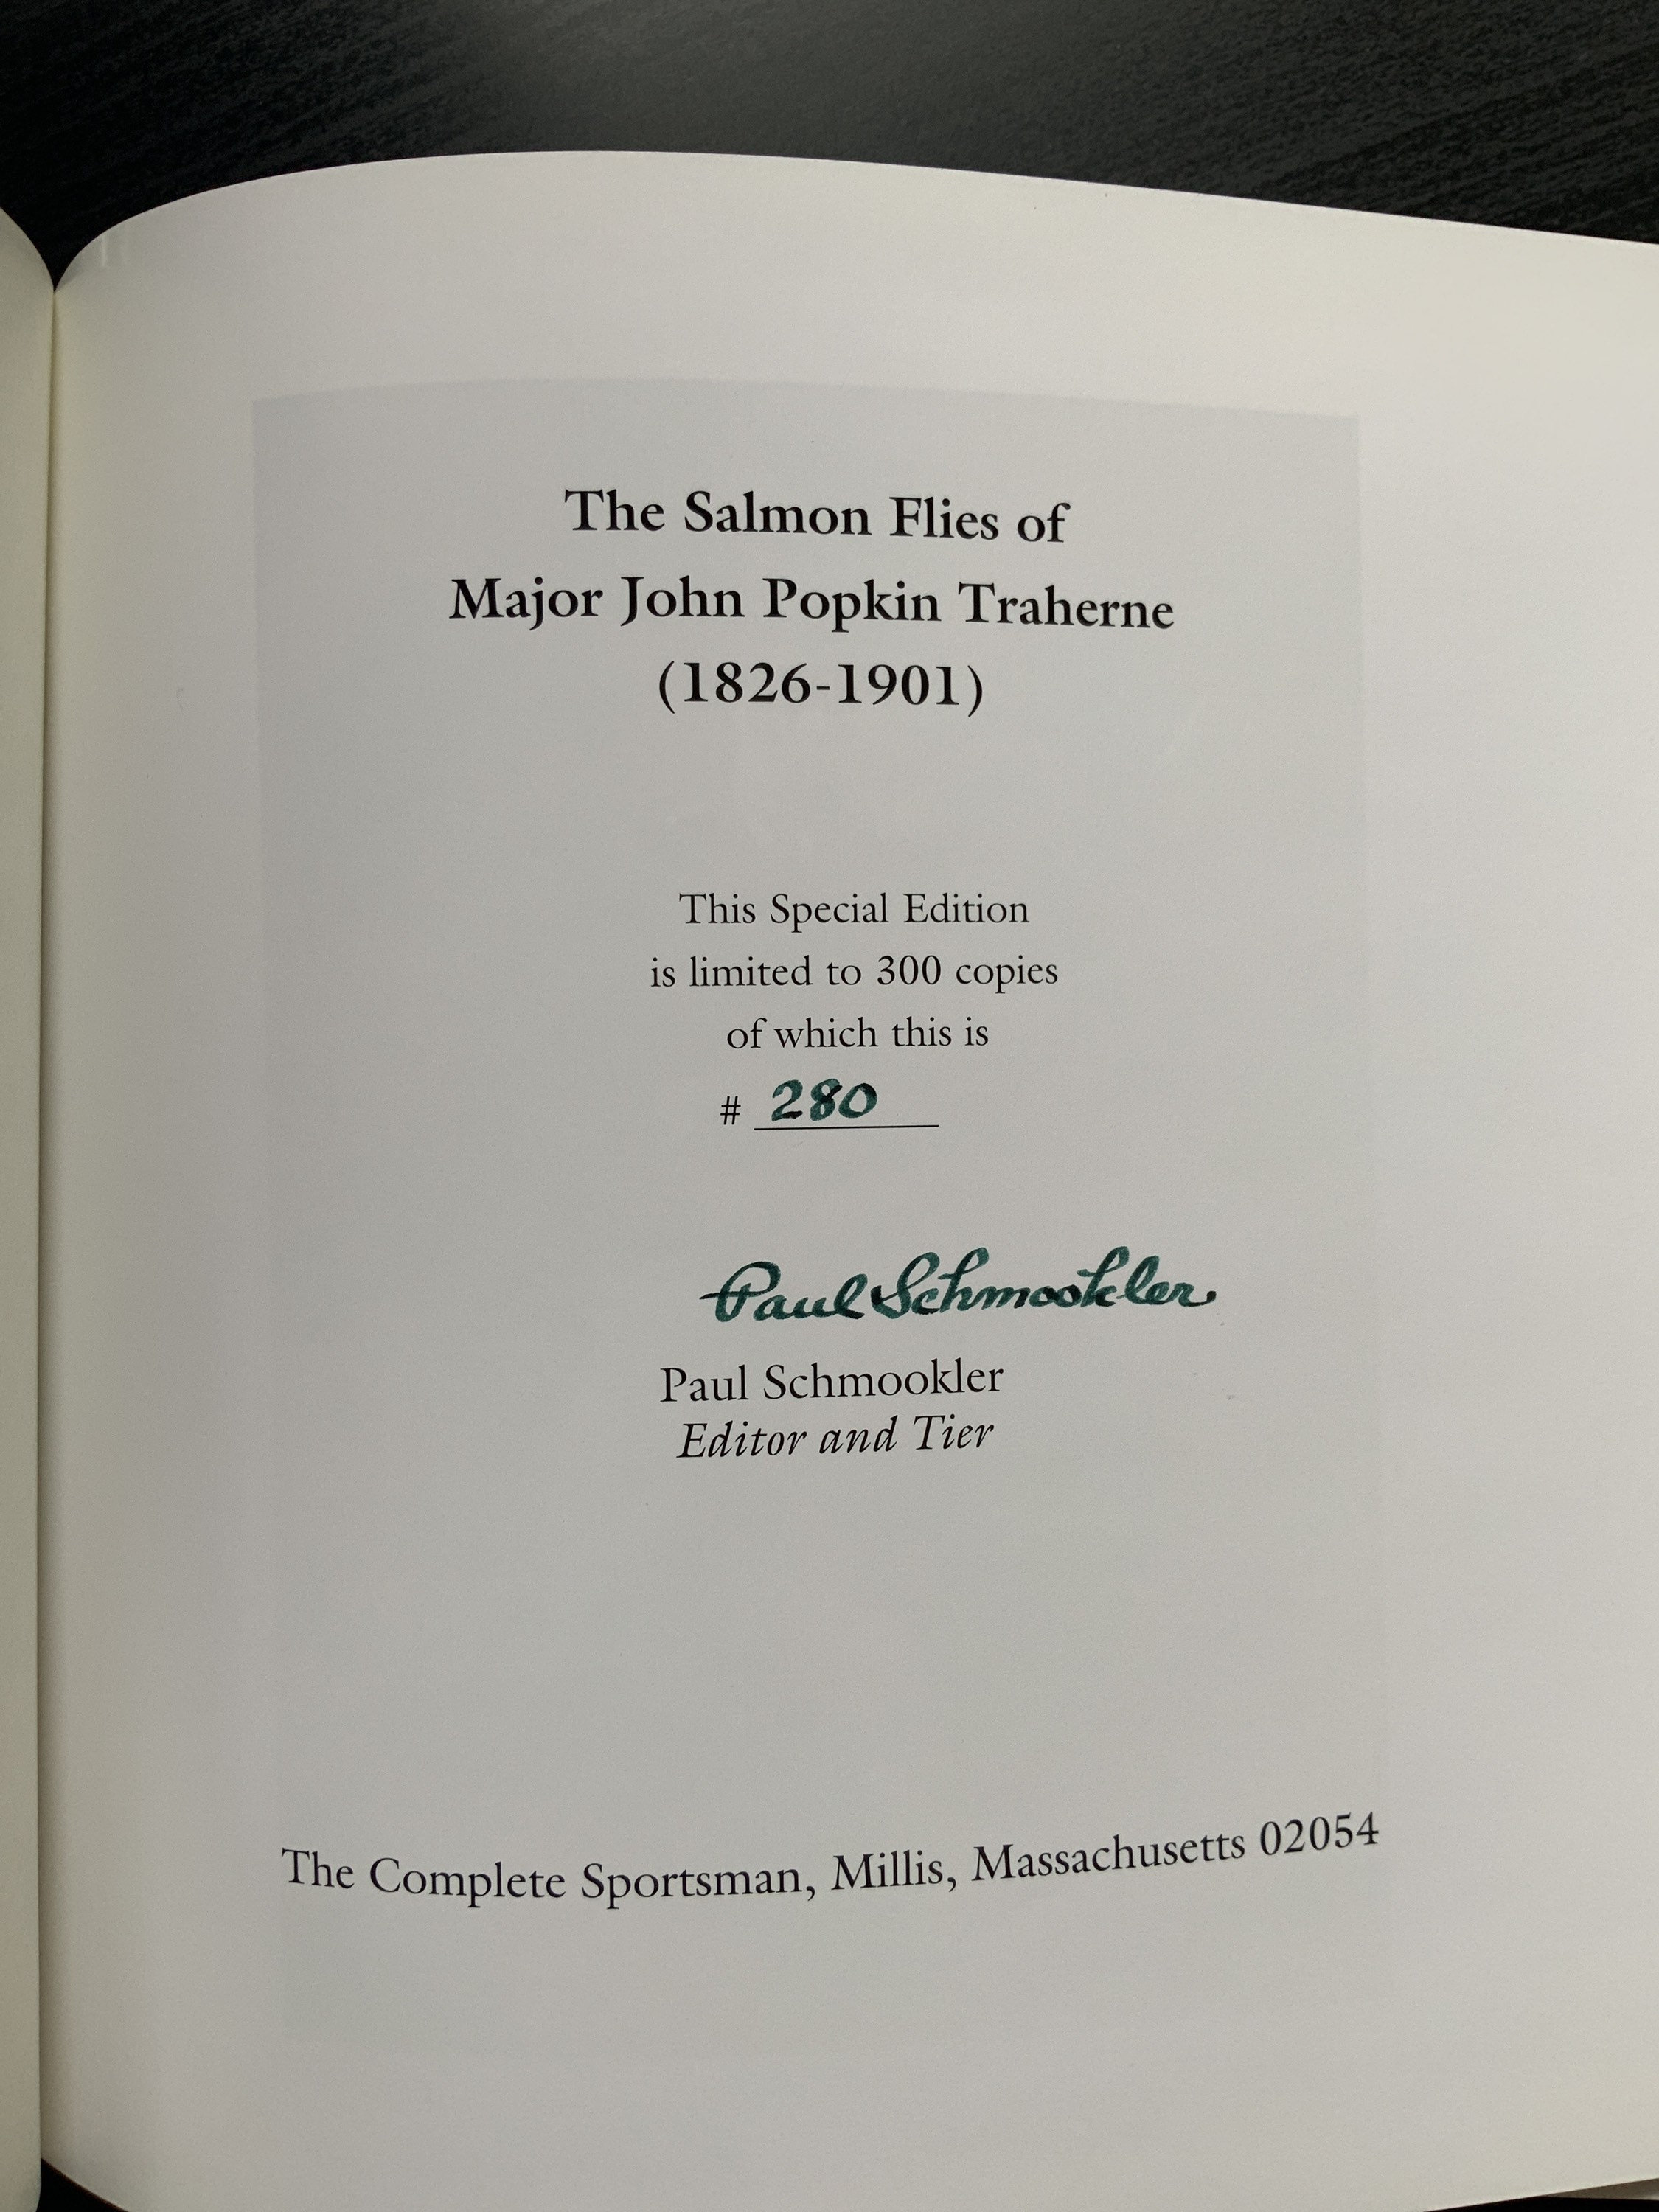 The Salmon Flies of
Major John Popkin Traherne
(1826-1901)
This Special Edition
is limited to 300 copies
of which this is
# 280
Paul Schmookler
Paul Schmookler
Editor and Tier
The Complete Sportsman, Millis, Massachusetts 02054